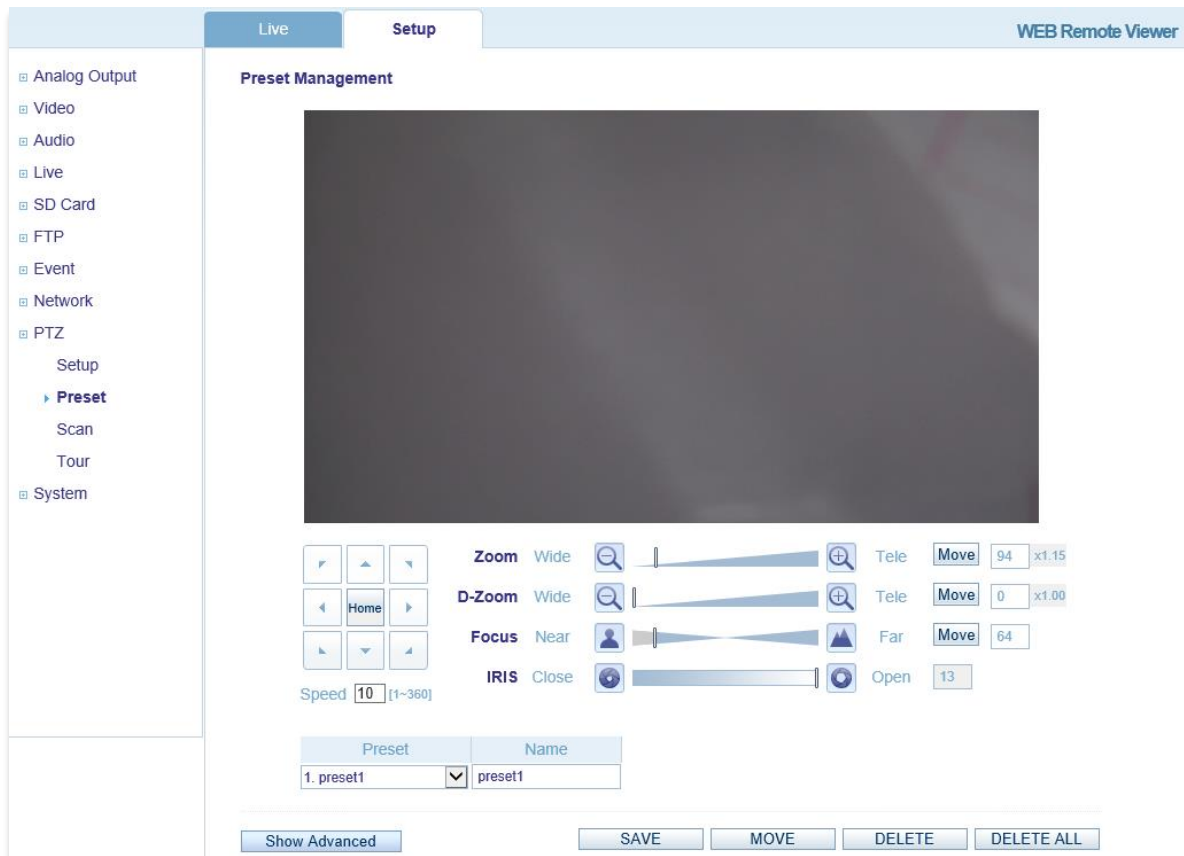 Live Setup WEB Remote Viewer
Analog Output
Video
Audio
Live
SD Card
FTP
Event
Network
PTZ
Setup
Preset
Scan
Tour
System
Preset Management
Zoom Wide Tele Move 94 x1.15
D-Zoom Wide Tele Move 0 x1.00
Home
Focus Near Far Move 64
IRIS Close Open 13
Speed 10 [1~360]
Preset Name
1. preset1 preset1
Show Advanced SAVE MOVE DELETE DELETE ALL